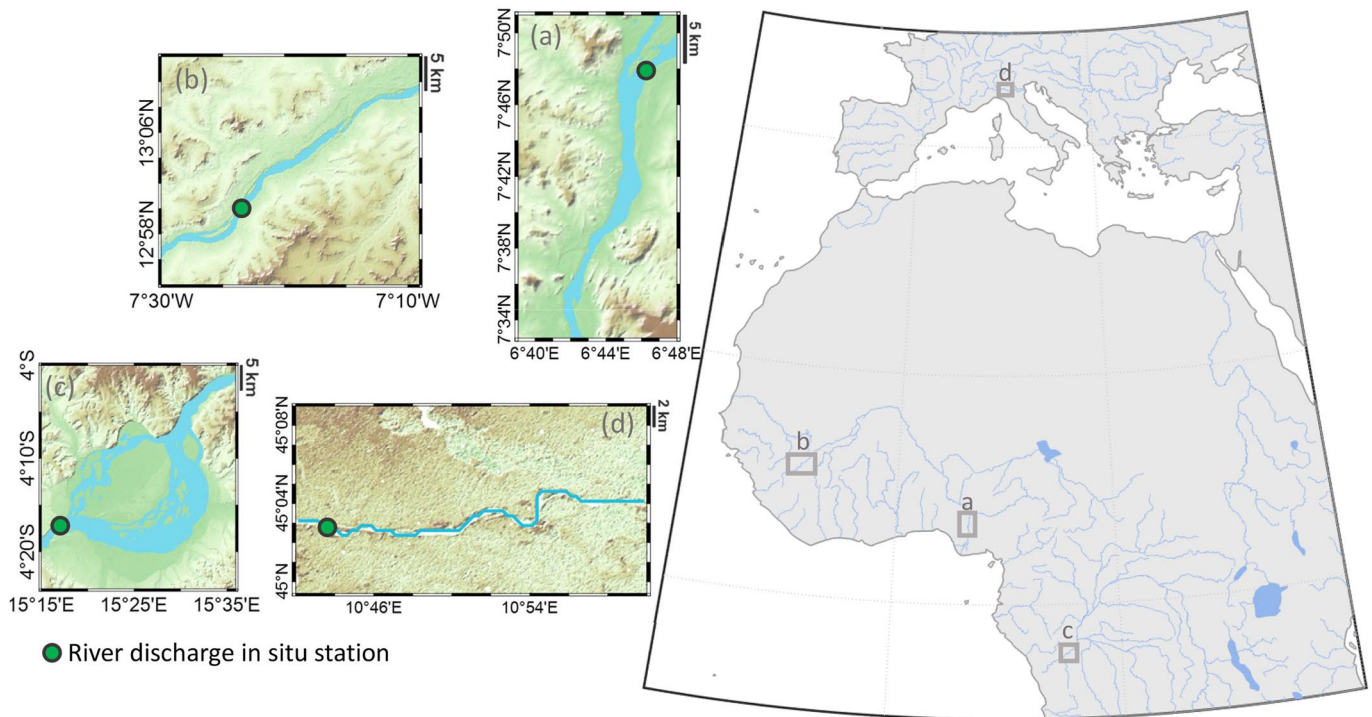 (a)
5 km
7°50'N
7°46'N
7°42'N
7°38'N
7°34'N
6°40'E 6°44'E 6°48'E
(b)
5 km
13°06'N
12°58'N
7°30'W 7°10'W
(c)
5 km
4°S
4°10'S
4°20'S
15°15'E 15°25'E 15°35'E
(d)
2 km
45°08'N
45°04'N
45°N
10°46'E 10°54'E
River discharge in situ station
d
b
a
c